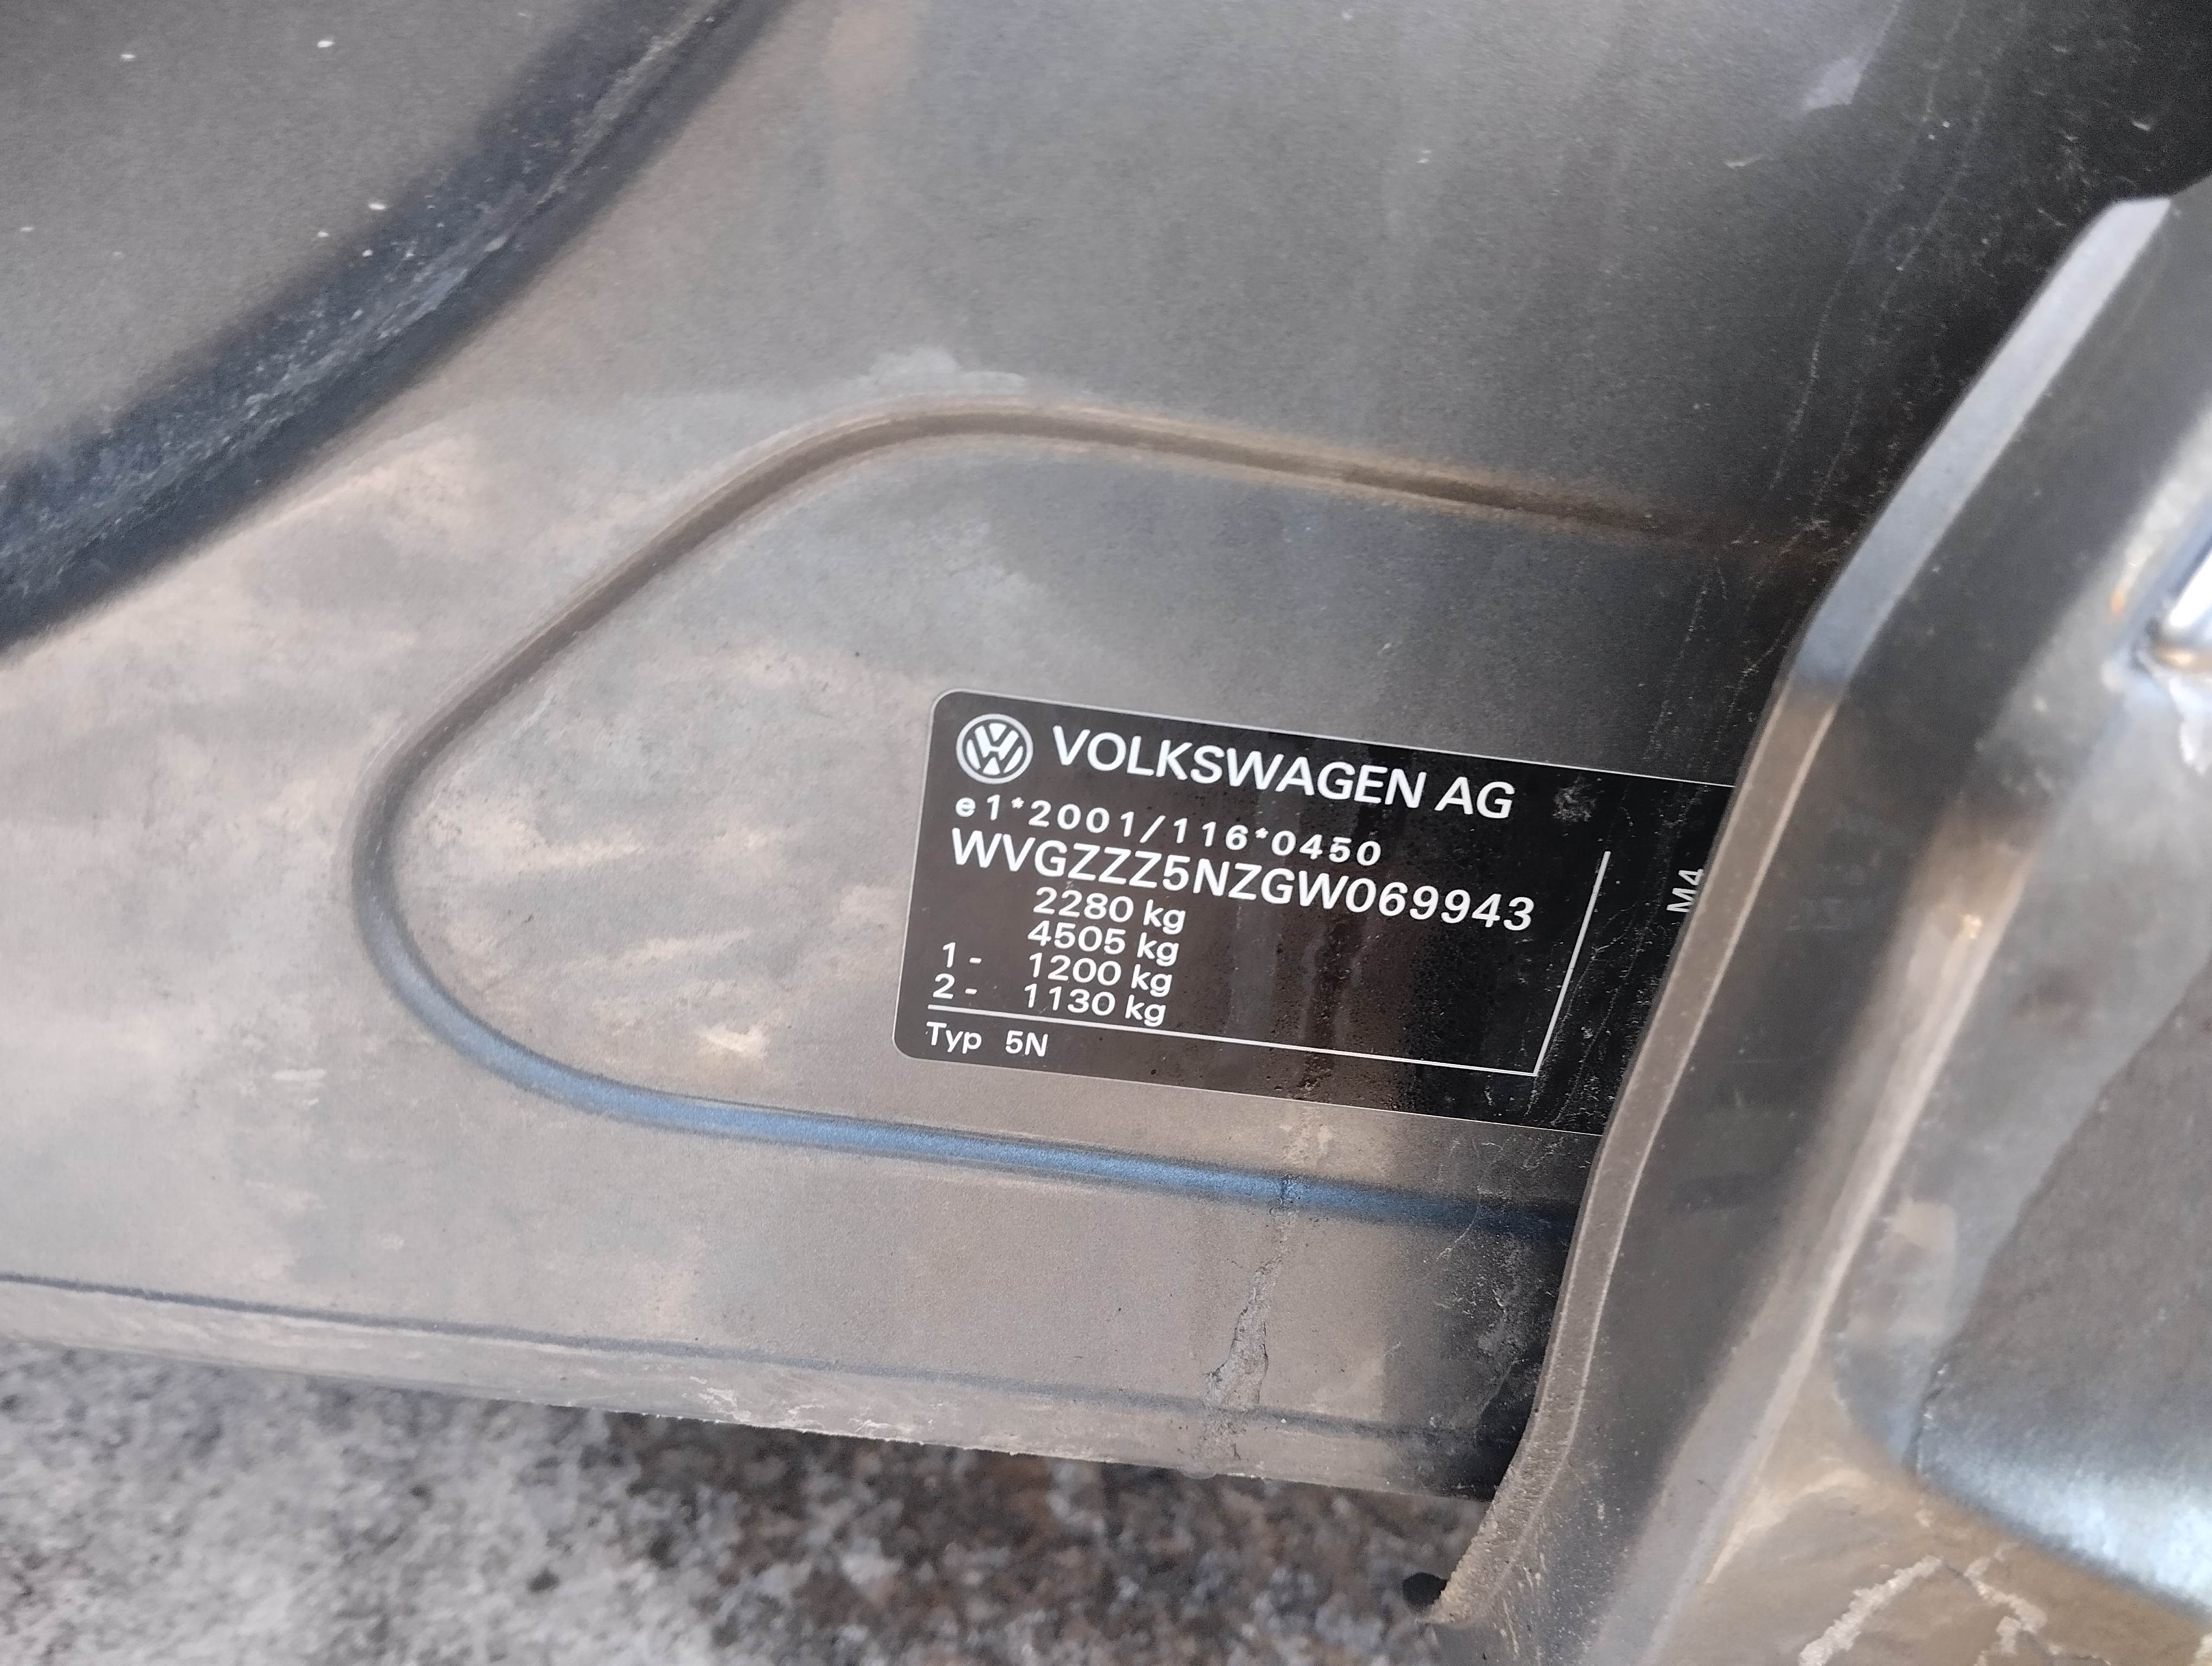 VOLKSWAGEN AG
e1*2001/116*0450
WVGZZZ5NZGW069943
2280 kg
4505 kg
1- 1200 kg
2- 1130 kg
Typ 5N
M4